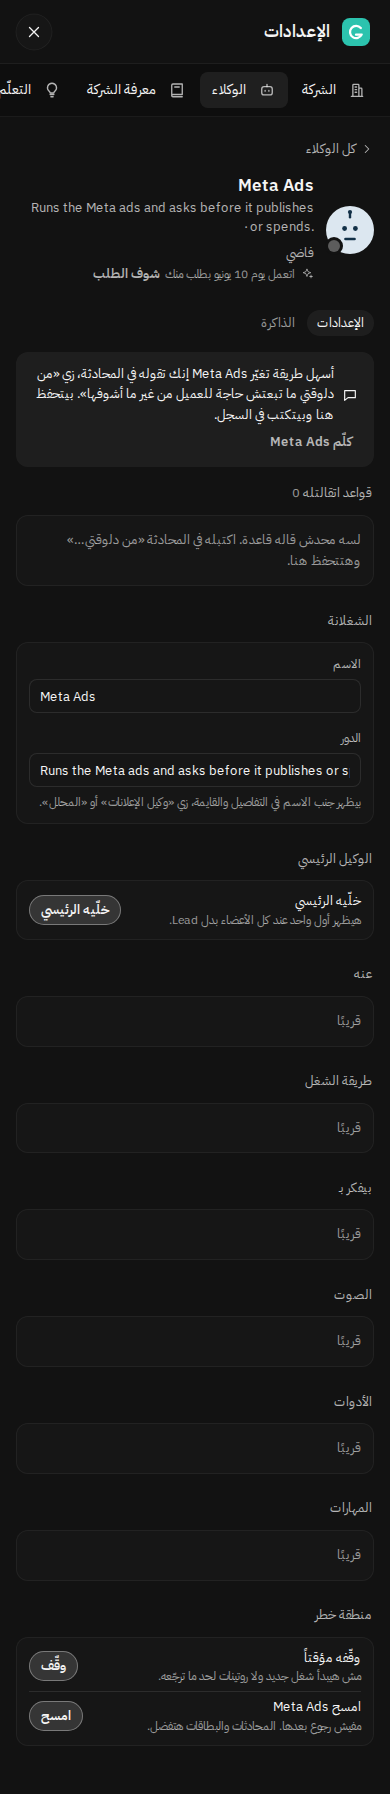 الإعدادات
الشركة
الوكلاء
معرفة الشركة
التعلّم
كل الوكلاء
Meta Ads
Runs the Meta ads and asks before it publishes
or spends. ·
فاضي
اتعمل يوم 10 يونيو بطلب منك شوف الطلب
الإعدادات
الذاكرة
أسهل طريقة تغيّر Meta Ads إنك تقوله في المحادثة، زي «من
دلوقتي ما تبعتش حاجة للعميل من غير ما أشوفها». بيتحفظ
هنا وبيتكتب في السجل.
كلّم Meta Ads
قواعد اتقالتله 0
لسه محدش قاله قاعدة. اكتبله في المحادثة «من دلوقتي…»
وهتتحفظ هنا.
الشغلانة
الاسم
Meta Ads
الدور
Runs the Meta ads and asks before it publishes or s
بيظهر جنب الاسم في التفاصيل والقايمة، زي «وكيل الإعلانات» أو «المحلل».
الوكيل الرئيسي
خلّيه الرئيسي
هيظهر أول واحد عند كل الأعضاء بدل Lead.
خلّيه الرئيسي
عنه
قريبًا
طريقة الشغل
قريبًا
بيفكر بـ
قريبًا
الصوت
قريبًا
الأدوات
قريبًا
المهارات
قريبًا
منطقة خطر
وقّفه مؤقتاً
مش هيبدأ شغل جديد ولا روتينات لحد ما ترجّعه.
وقّف
امسح Meta Ads
مفيش رجوع بعدها. المحادثات والبطاقات هتفضل.
امسح